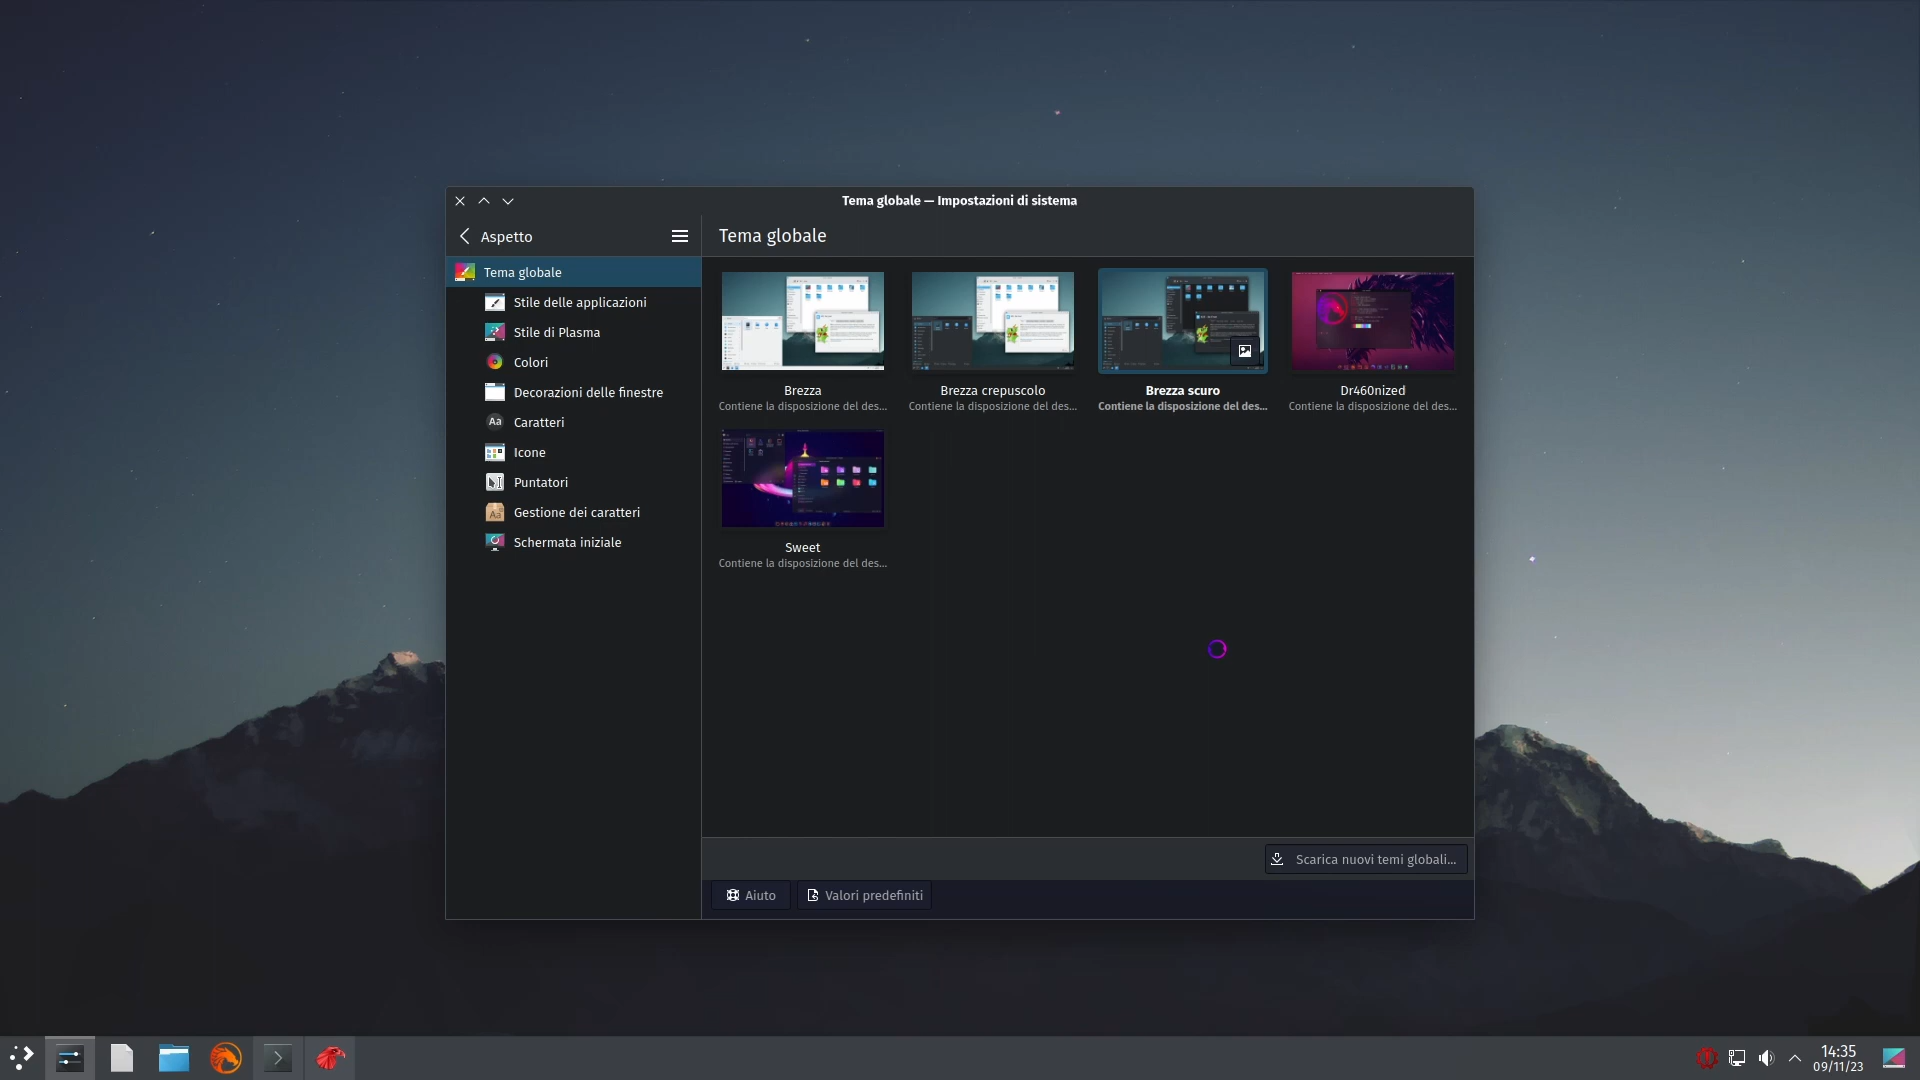 Tema globale — Impostazioni di sistema
Aspetto
Tema globale
Tema globale
Stile delle applicazioni
Stile di Plasma
Colori
Decorazioni delle finestre
Caratteri
Icone
Puntatori
Gestione dei caratteri
Schermata iniziale
Brezza
Contiene la disposizione del des...
Brezza crepuscolo
Contiene la disposizione del des...
Brezza scuro
Contiene la disposizione del des...
Dr460nized
Contiene la disposizione del des...
Sweet
Contiene la disposizione del des...
Scarica nuovi temi globali...
Aiuto
Valori predefiniti
14:35
09/11/23